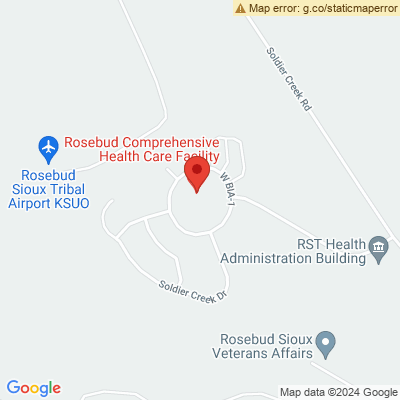 Map error: g.co/staticmaperror
Soldier Creek Rd
Rosebud Comprehensive
Health Care Facility
Rosebud
Sioux Tribal
Airport KSUO
W BIA-7
RST Health
Administration Building
Soldier Creek Dr
Rosebud Sioux
Veterans Affairs
Google
Map data ©2024 Google